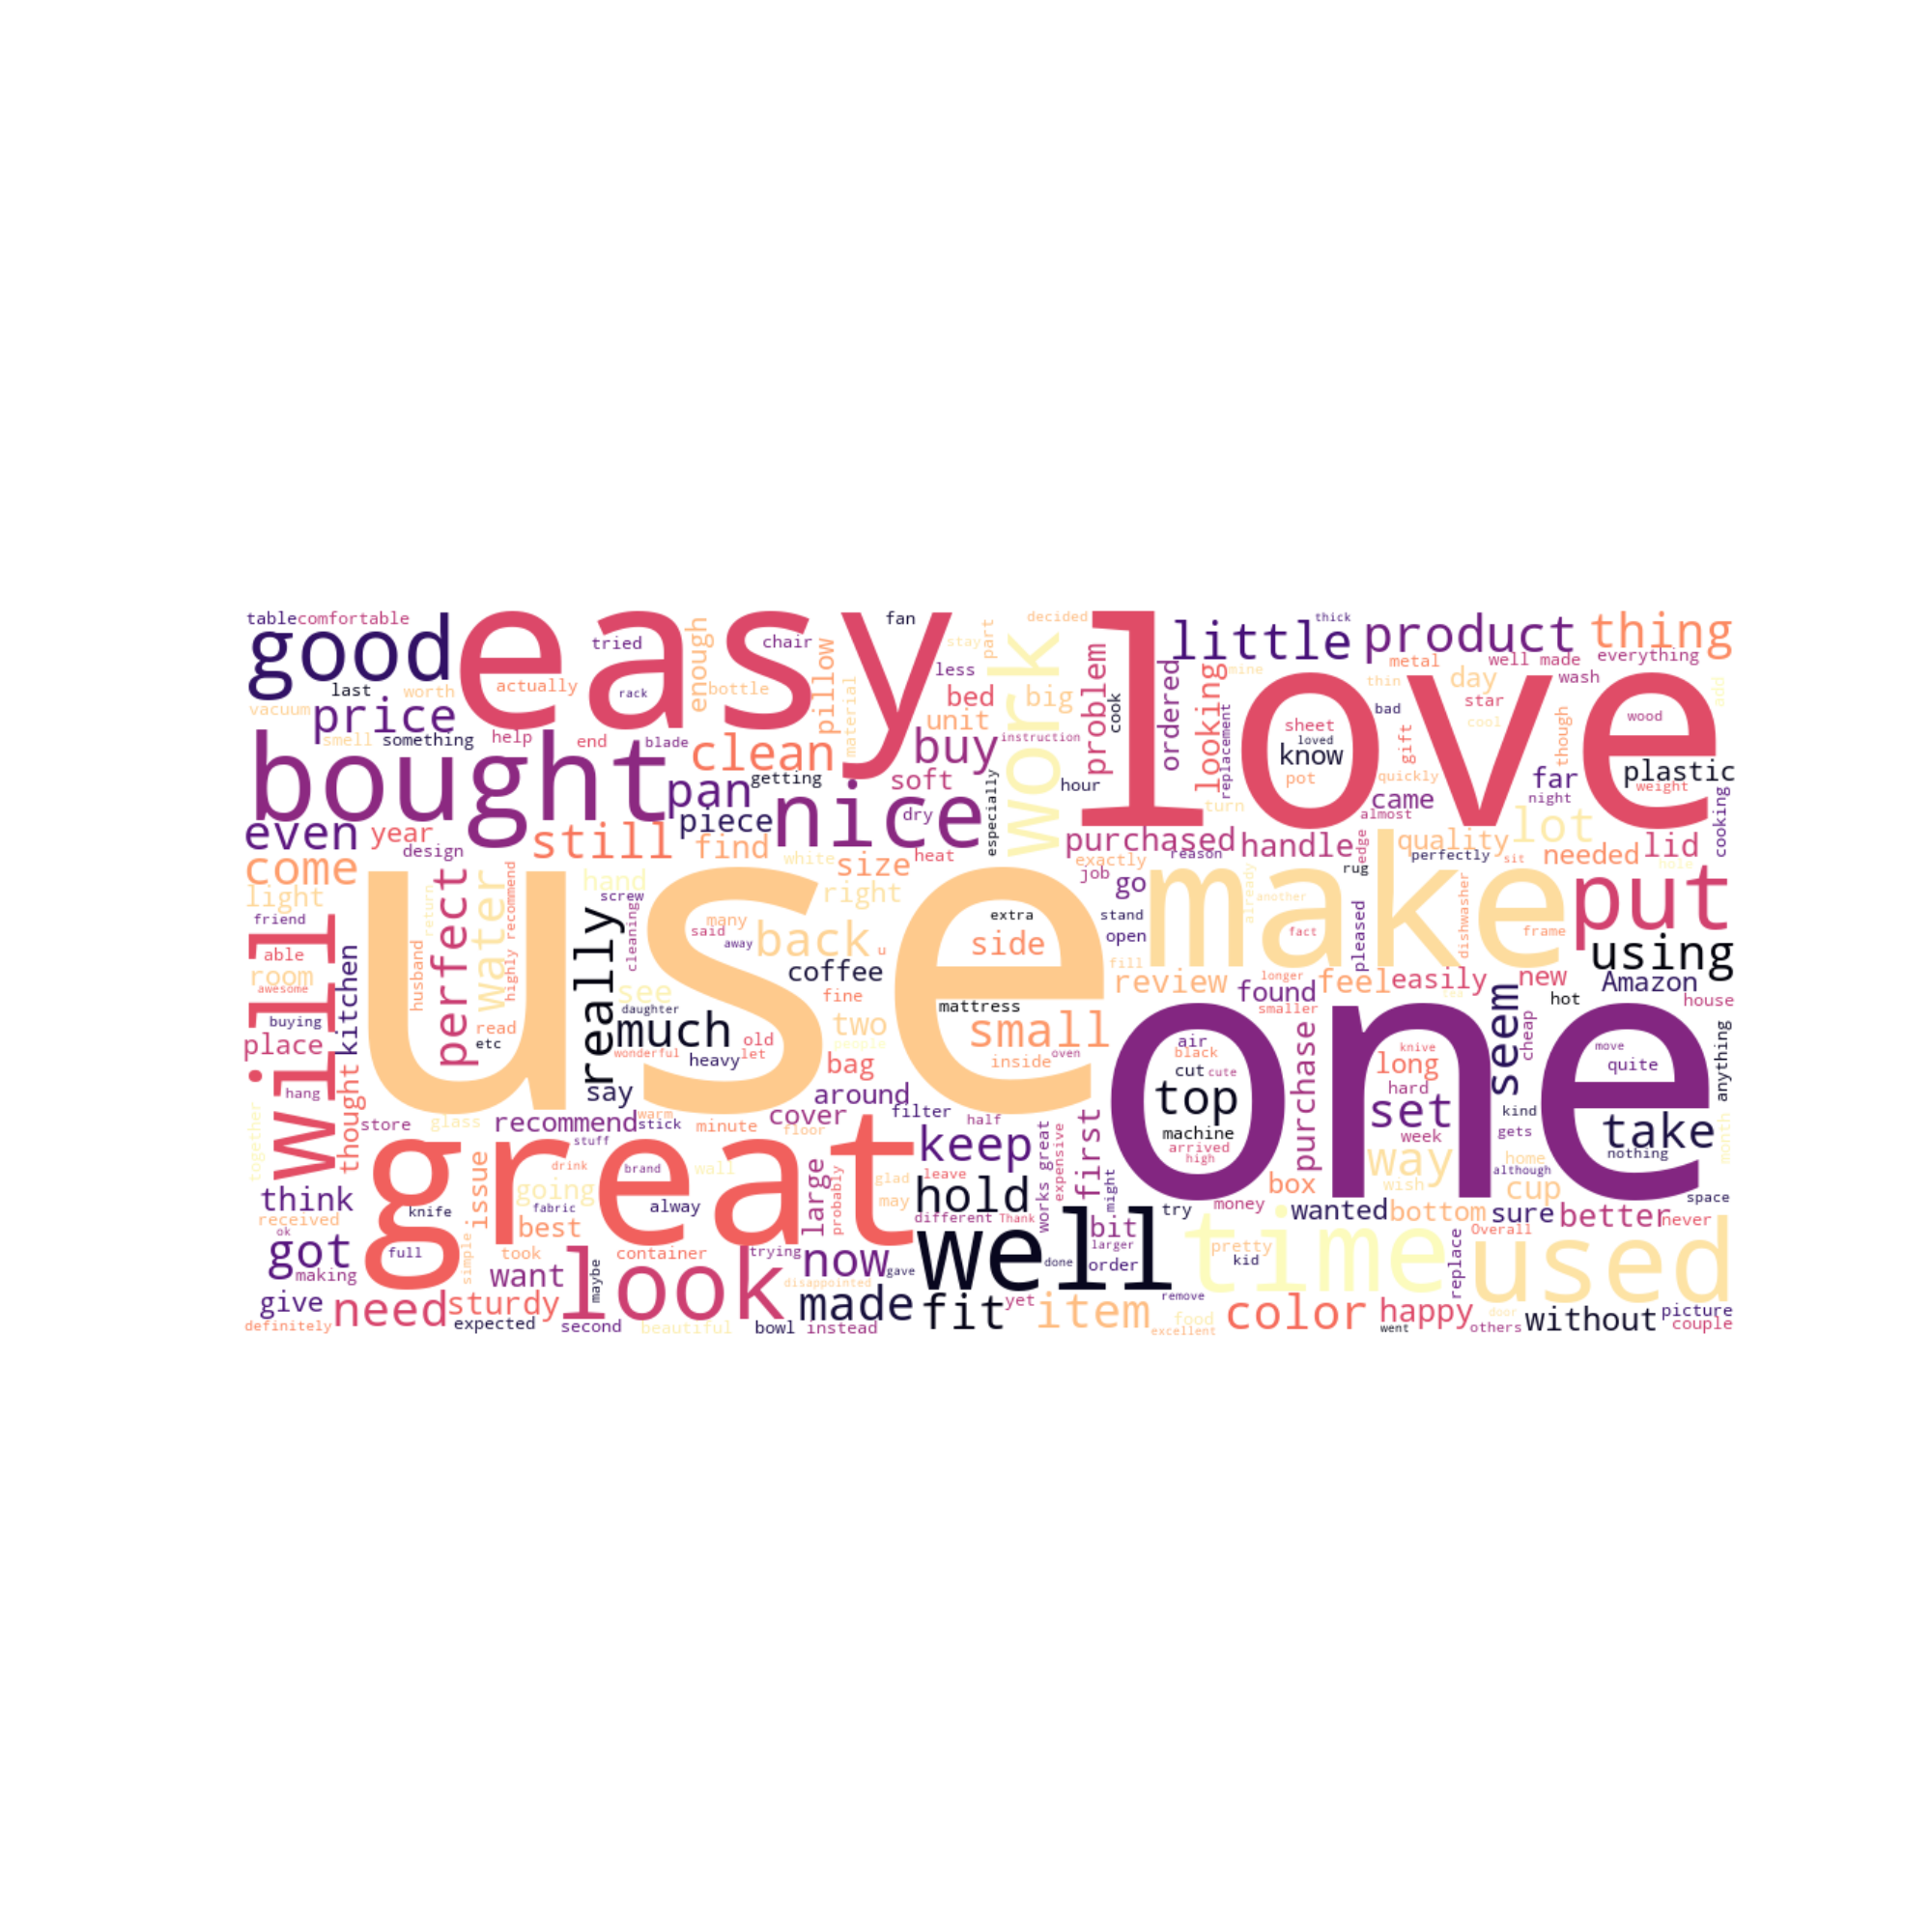 table comfortable
good
easy
love
use
one
great
make
bought
nice
well
time
used
look
will
work
put
little
product
thing
fan
decided
thick
tried
chair
enough
pillow
stay
part
less
last
worth
actually
rack
bottle
material
bed
big
unit
problem
cook
ordered
looking
mine
metal
well made
everything
thin
day
wash
star
cool
though
add
vacuum
price
smell
something
help
end
blade
clean
buy
instruction
replacement
sheet
loved
know
pot
bad
gift
quickly
wood
far
plastic
weight
night
getting
soft
hour
turn
came
almost
lot
cooking
pan
piece
dry
especially
even
year
design
still
find
white
size
heat
purchased
exactly
reason
job
go
handle
edge
rug
quality
perfectly
sit
needed
lid
come
light
friend
return
perfect
water
highly recommend
hand
screw
cleaning
right
many
said
away
back
u
extra
side
stand
open
fill
already
another
fact
pleased
dishwasher
frame
using
able
room
awesome
kitchen
husband
really
see
coffee
fine
review
longer
feel
easily
new
Amazon
found
smaller
hot
house
buying
place
read
etc
daughter
much
wonderful
heavy
old
let
two
people
mattress
small
inside
oven
bag
air
black
cut
cute
top
machine
arrived
high
purchase
knive
long
hard
set
week
seem
cheap
move
quite
anything
hang
thought
say
around
store
together
glass
recommend
warm
stick
stuff
minute
cover
floor
filter
half
keep
works great
expensive
first
kind
gets
take
nothing
month
way
wish
home
although
cup
box
think
received
ok
got
making
knife
full
issue
simple
drink
brand
going
fabric
wall
best
alway
large
probably
glad
may
leave
hold
different
Thank
might
bit
larger
order
try
money
wanted
bottom
sure
better
never
space
Overall
pretty
kid
replace
took
want
container
trying
maybe
disappointed
now
gave
done
give
definitely
need
sturdy
expected
second
beautiful
bowl
instead
made
fit
yet
item
excellent
remove
food
color
happy
went
others
door
without
picture
couple